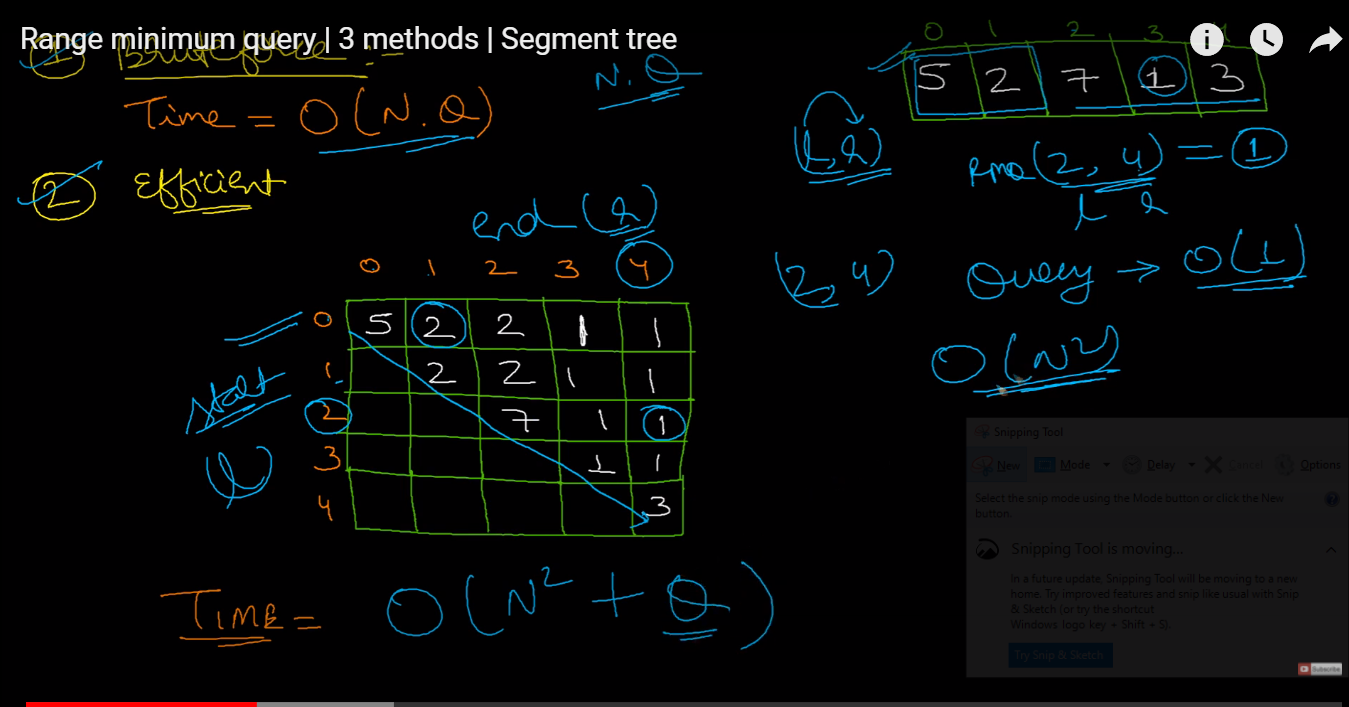 Range minimum query | 3 methods | Segment tree
1 Bruteforce :-
N.Q
Time = O(N.Q)
2 Efficient
0 1 2 3 4
5 2 7 1 3
(l, r)
RMQ(2, 4) = 1
l r
(2, 4) Query → O(1)
O(N²)
end (r)
0 1 2 3 4
start
(l)
0 5 2 2 1 1
1 2 2 1 1
2 7 1 1
3 1 1
4 3
TIME = O(N² + Q)
Snipping Tool
New Mode Delay Cancel Options
Select the snip mode using the Mode button or click the New
button.
Snipping Tool is moving...
In a future update, Snipping Tool will be moving to a new
home. Try improved features and snip like usual with Snip
& Sketch (or try the shortcut
Windows logo key + Shift + S).
Try Snip & Sketch
Subscribe